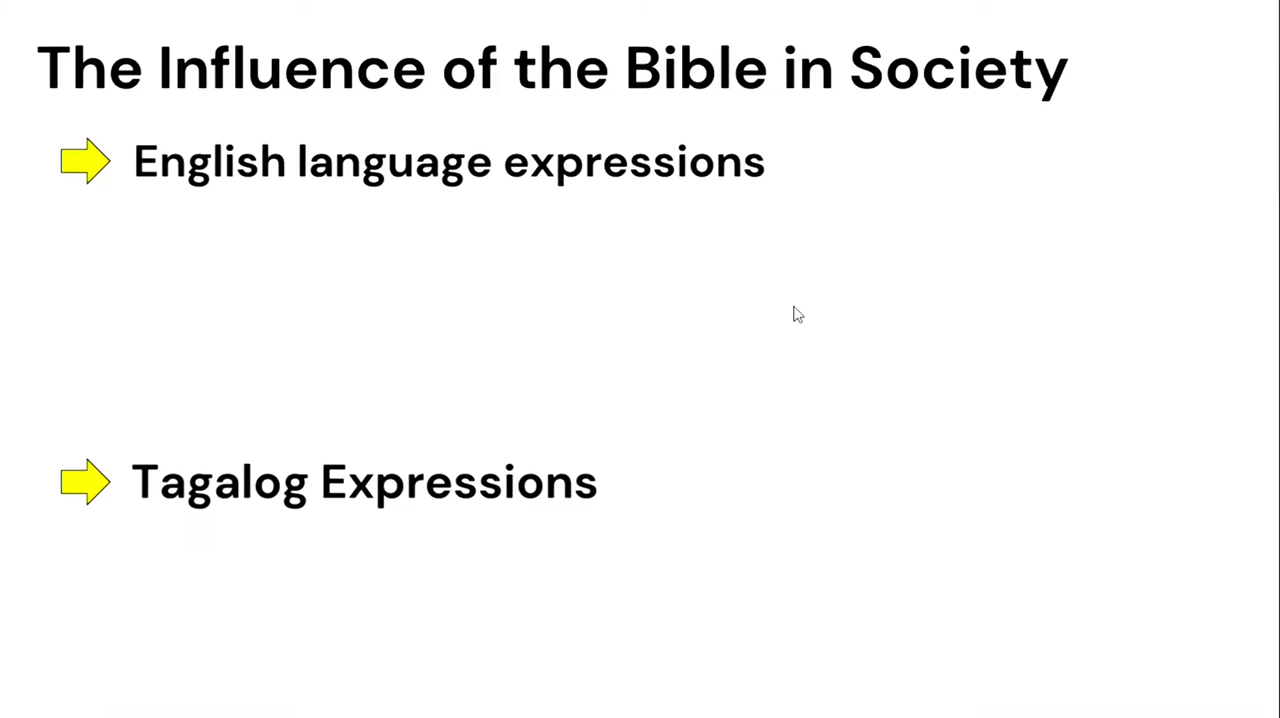 The Influence of the Bible in Society
English language expressions
Tagalog Expressions